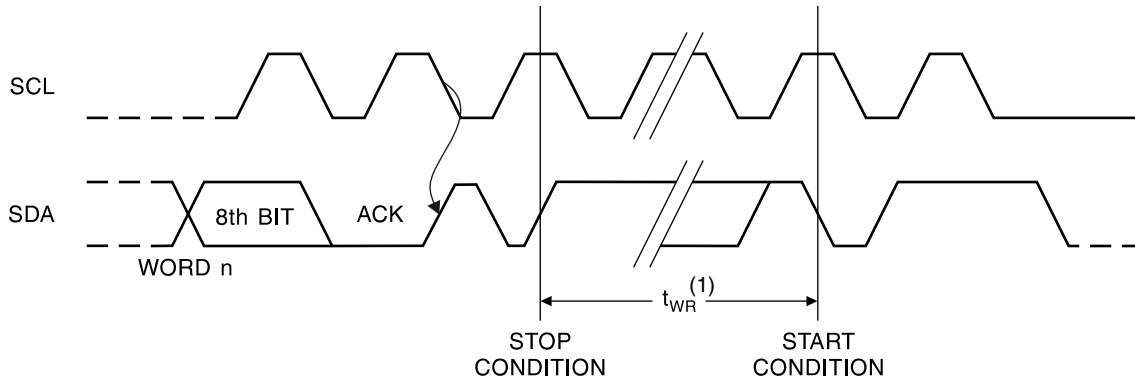 SCL
SDA
8th BIT
ACK
WORD n
tWR(1)
STOP
CONDITION
START
CONDITION